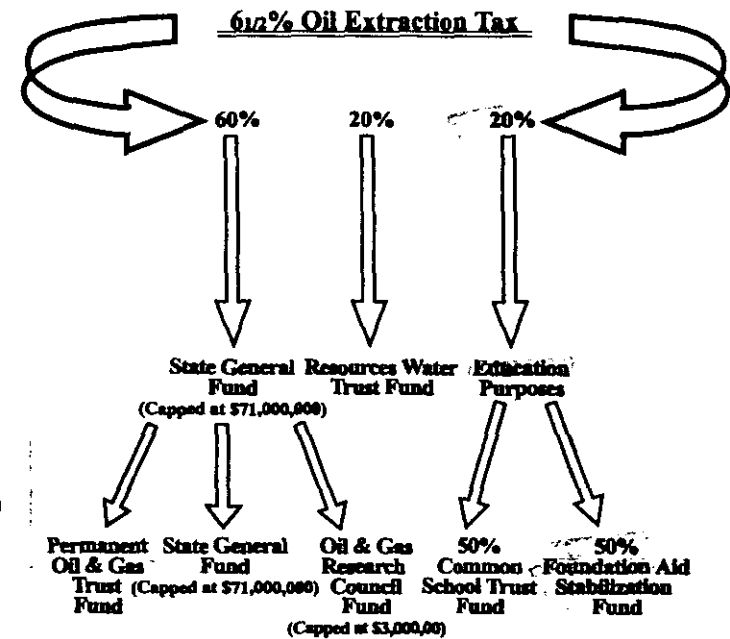 6 1/2% Oil Extraction Tax
60% 20% 20%
State General Fund
(Capped at $71,000,000)
Resources Water Trust Fund
Education Purposes
Permanent Oil & Gas Trust Fund
State General Fund
(Capped at $71,000,000)
Oil & Gas Research Council Fund
(Capped at $3,000,00)
50% Common School Trust Fund
50% Foundation Aid Stabilization Fund